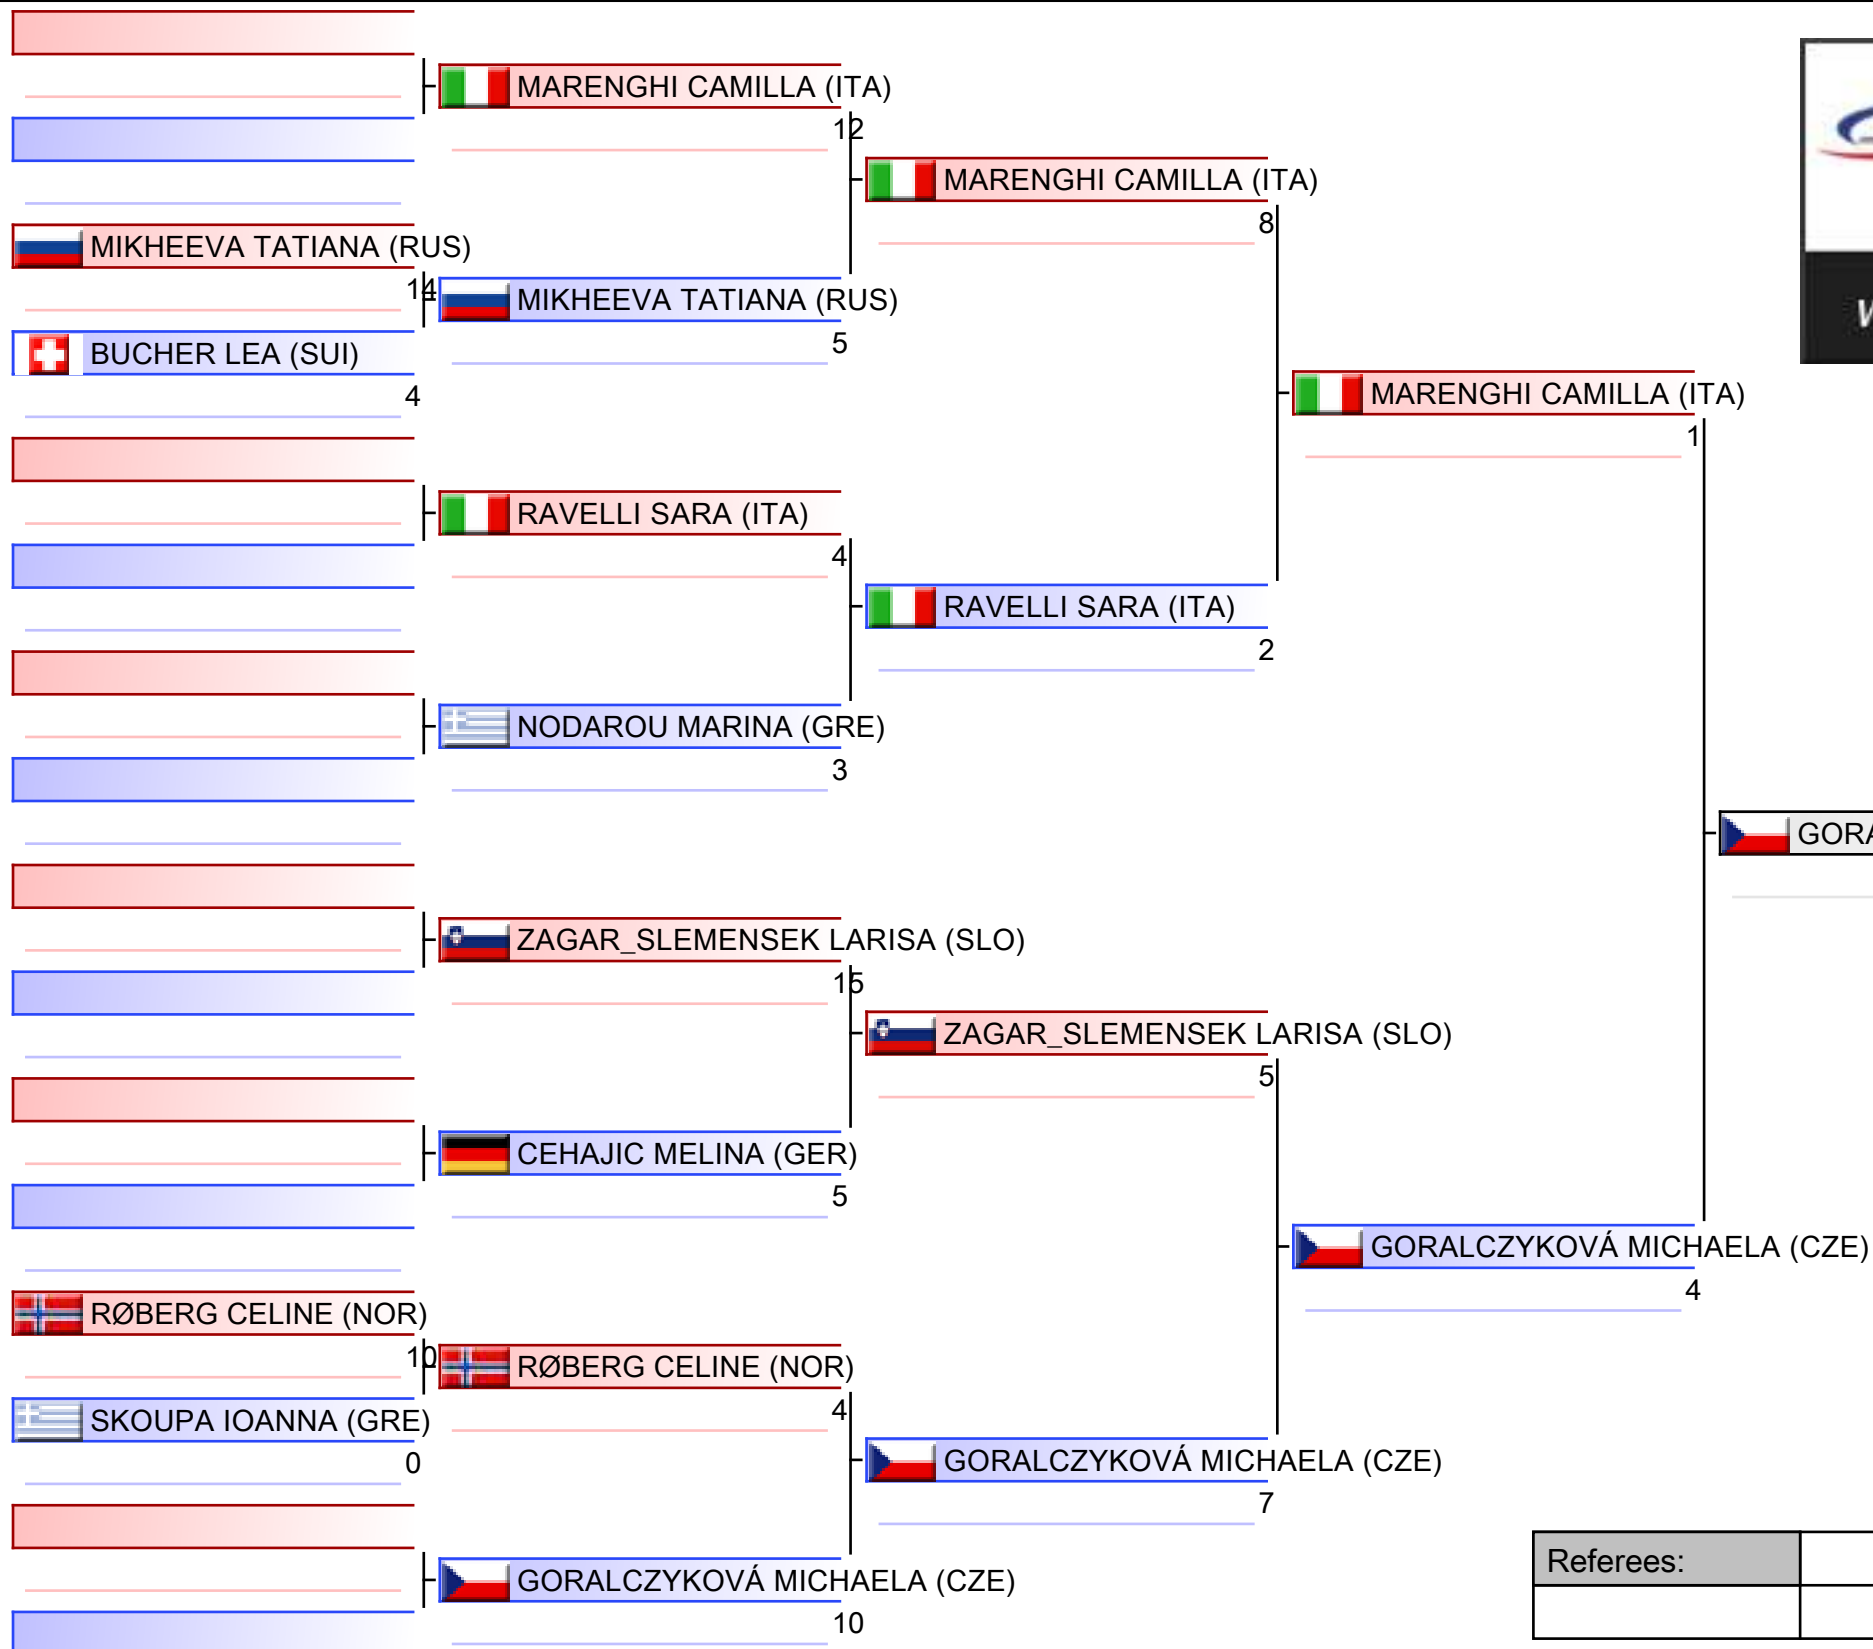 MARENGHI CAMILLA (ITA)
12
MARENGHI CAMILLA (ITA)
8
MIKHEEVA TATIANA (RUS)
14
MIKHEEVA TATIANA (RUS)
5
BUCHER LEA (SUI)
4
MARENGHI CAMILLA (ITA)
1
RAVELLI SARA (ITA)
4
RAVELLI SARA (ITA)
2
NODAROU MARINA (GRE)
3
ZAGAR_SLEMENSEK LARISA (SLO)
15
ZAGAR_SLEMENSEK LARISA (SLO)
5
CEHAJIC MELINA (GER)
5
GORALCZYKOVÁ MICHAELA (CZE)
4
RØBERG CELINE (NOR)
10
RØBERG CELINE (NOR)
4
SKOUPA IOANNA (GRE)
0
GORALCZYKOVÁ MICHAELA (CZE)
7
GORALCZYKOVÁ MICHAELA (CZE)
10
Referees: